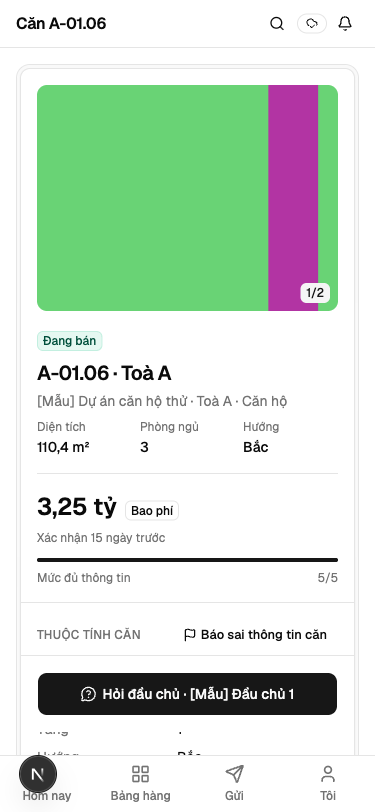 Căn A-01.06
1/2
Đang bán
A-01.06 · Toà A
[Mẫu] Dự án căn hộ thử · Toà A · Căn hộ
Diện tích Phòng ngủ Hướng
110,4 m² 3 Bắc
3,25 tỷ Bao phí
Xác nhận 15 ngày trước
Mức đủ thông tin 5/5
THUỘC TÍNH CĂN Báo sai thông tin căn
Hỏi đầu chủ · [Mẫu] Đầu chủ 1
N
Hôm nay Bảng hàng Gửi Tôi